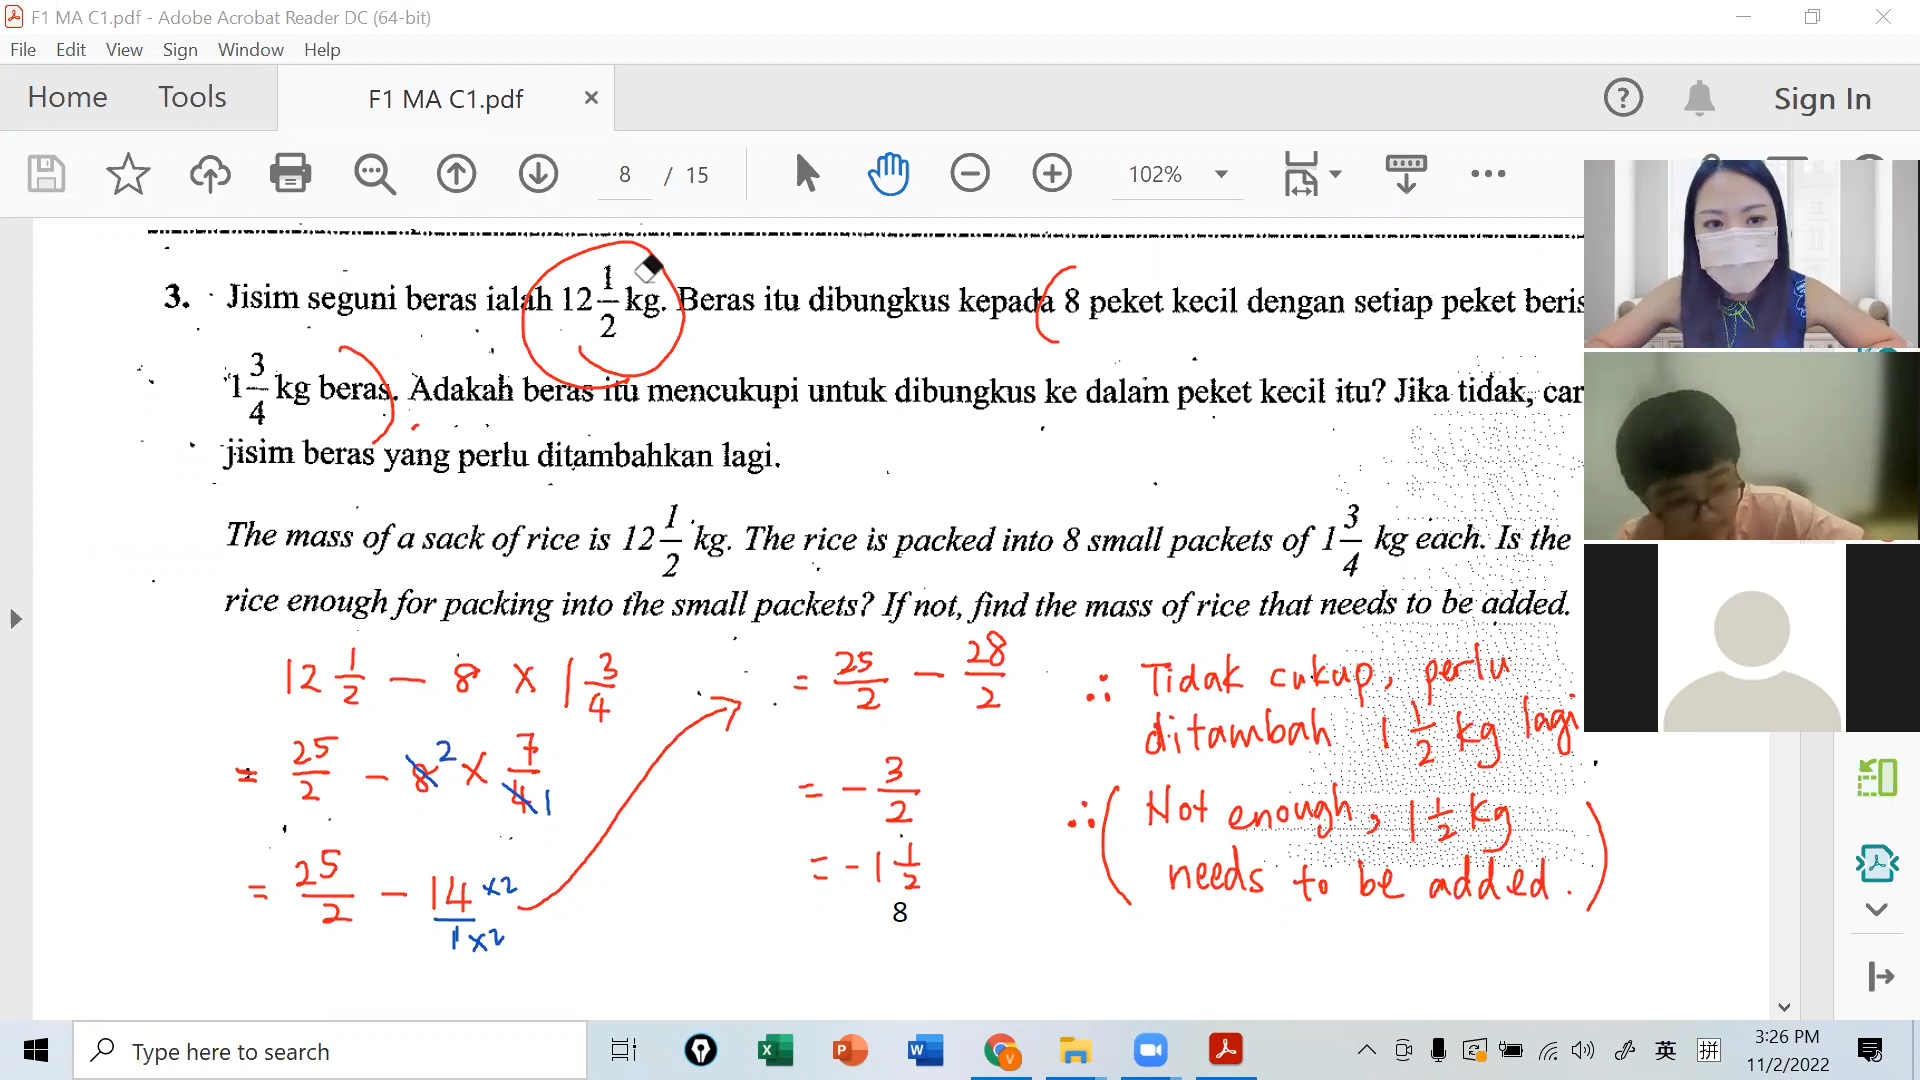 F1 MA C1.pdf - Adobe Acrobat Reader DC (64-bit)
File Edit View Sign Window Help
Home Tools F1 MA C1.pdf × Sign In
8 / 15 102%
3. Jisim seguni beras ialah 12 1/2 kg. Beras itu dibungkus kepada 8 peket kecil dengan setiap peket beris
1 3/4 kg beras. Adakah beras itu mencukupi untuk dibungkus ke dalam peket kecil itu? Jika tidak, car
jisim beras yang perlu ditambahkan lagi.
The mass of a sack of rice is 12 1/2 kg. The rice is packed into 8 small packets of 1 3/4 kg each. Is the
rice enough for packing into the small packets? If not, find the mass of rice that needs to be added.
12 1/2 − 8 × 1 3/4
= 25/2 − 8 2 × 7/4 1
= 25/2 − 14 ×2 / 1 ×2
= 25/2 − 28/2
= − 3/2
= − 1 1/2
∴ Tidak cukup, perlu
ditambah 1 1/2 kg lagi
∴ ( Not enough, 1 1/2 kg
needs to be added. )
8
Type here to search
英 拼
3:26 PM
11/2/2022